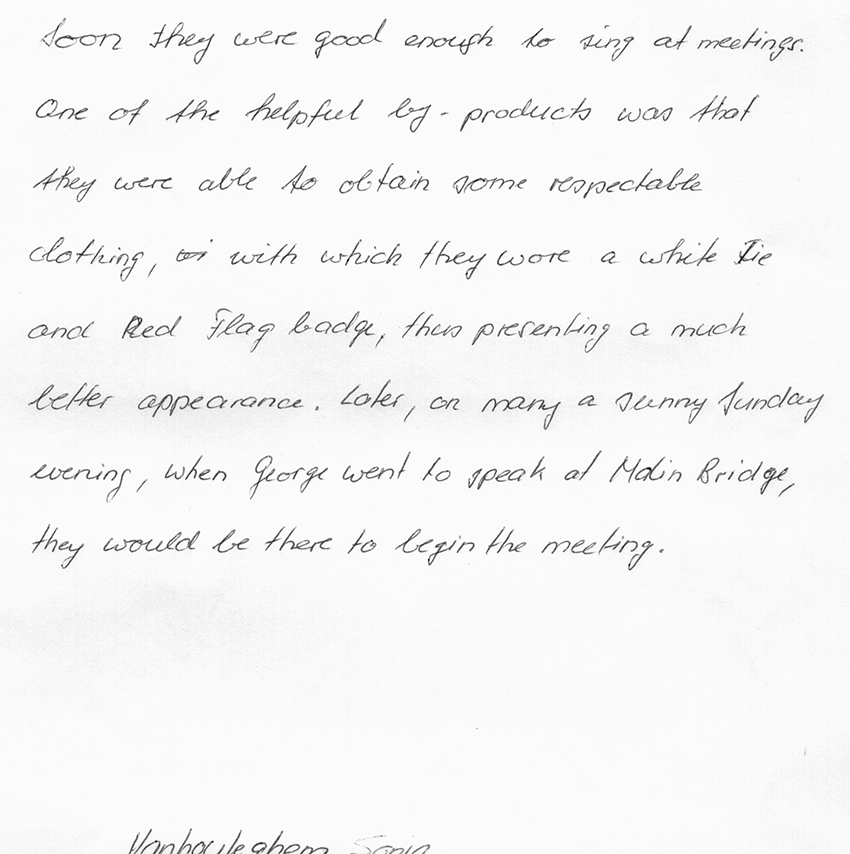 Soon they were good enough to sing at meetings.
One of the helpful by-products was that
they were able to obtain some respectable
clothing, with which they wore a white Tie
and Red Flag badge, thus presenting a much
better appearance. Later, on many a sunny Sunday
evening, when George went to speak at Malin Bridge,
they would be there to begin the meeting.
Sonia